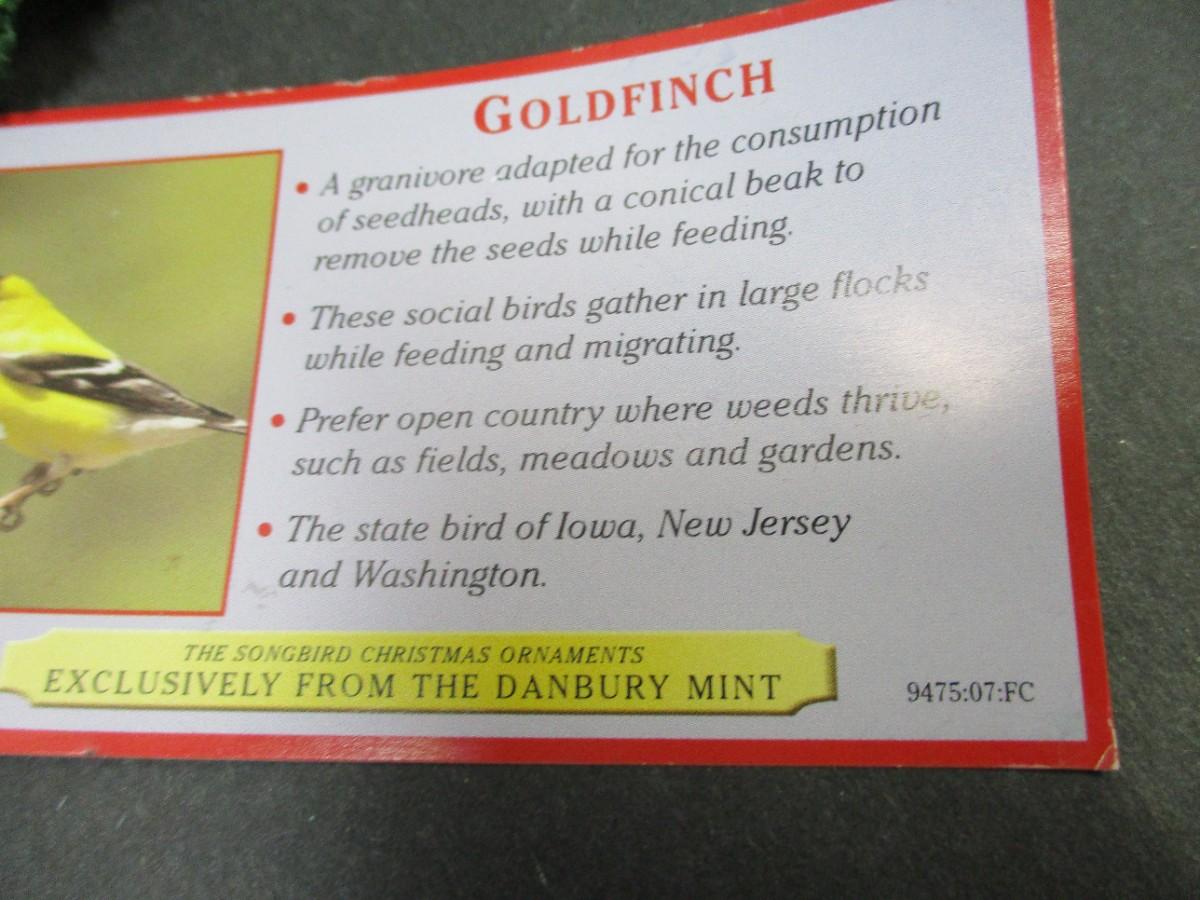 GOLDFINCH
• A granivore adapted for the consumption
of seedheads, with a conical beak to
remove the seeds while feeding.
• These social birds gather in large flocks
while feeding and migrating.
• Prefer open country where weeds thrive,
such as fields, meadows and gardens.
• The state bird of Iowa, New Jersey
and Washington.
THE SONGBIRD CHRISTMAS ORNAMENTS
EXCLUSIVELY FROM THE DANBURY MINT
9475:07:FC